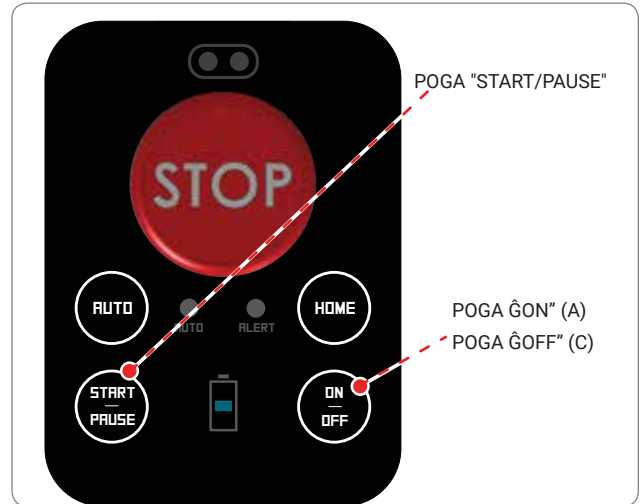 POGA "START/PAUSE"
STOP
AUTO
HOME
AUTO
ALERT
POGA ĜON” (A)
POGA ĜOFF” (C)
START
PAUSE
ON
OFF